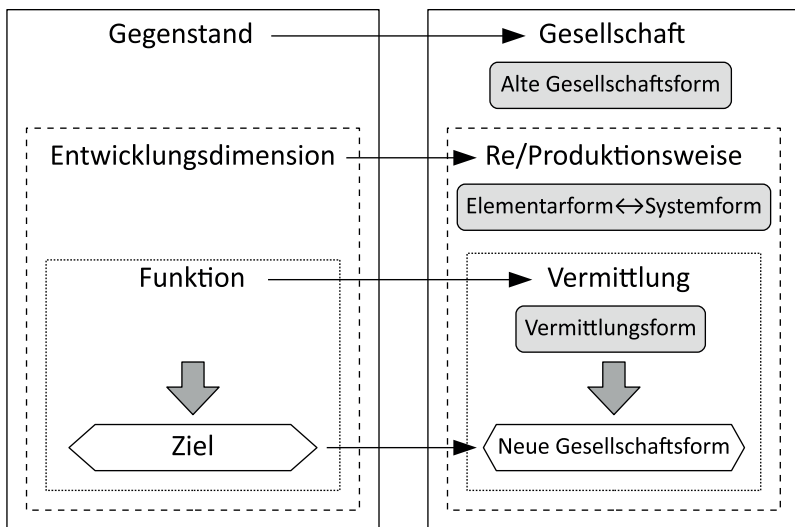 Gegenstand
Gesellschaft
Alte Gesellschaftsform
Entwicklungsdimension
Re/Produktionsweise
Elementarform↔Systemform
Funktion
Vermittlung
Vermittlungsform
Ziel
Neue Gesellschaftsform